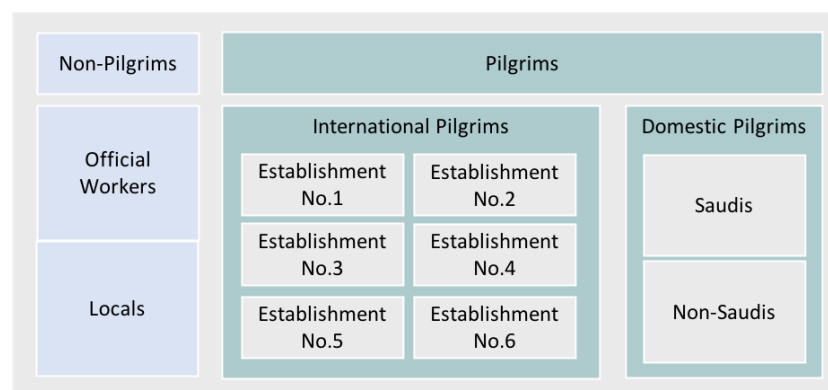 Non-Pilgrims
Pilgrims
Official
Workers
Locals
International Pilgrims
Establishment
No.1
Establishment
No.2
Establishment
No.3
Establishment
No.4
Establishment
No.5
Establishment
No.6
Domestic Pilgrims
Saudis
Non-Saudis